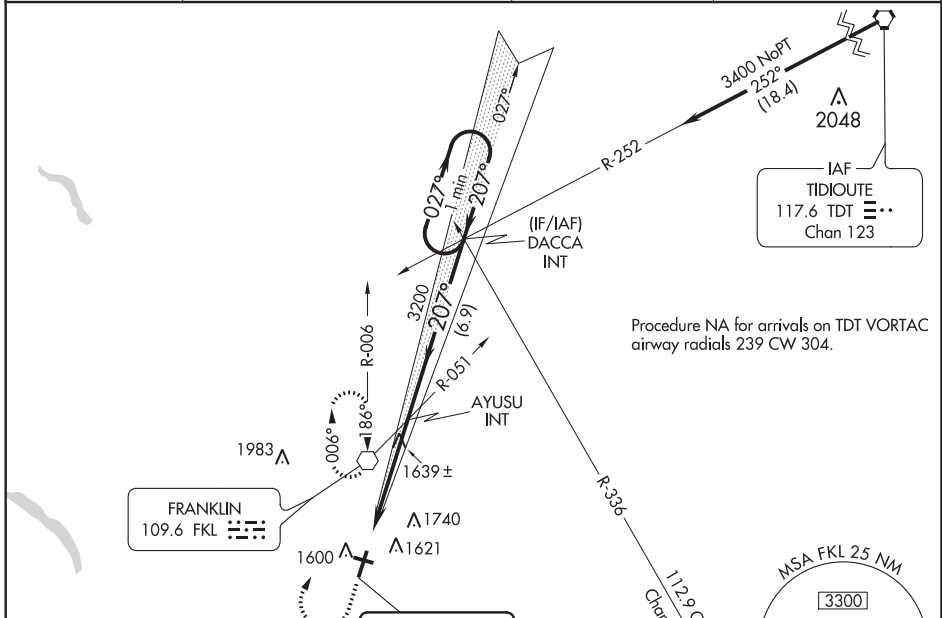 3400 NoPT
252°
(18.4)
2048
R-252
IAF
TIDIOUTE
117.6 TDT
Chan 123
027°
027°
1 min
207°
(IF/IAF)
DACCA
INT
3200
207°
(6.9)
R-006
R-051
Procedure NA for arrivals on TDT VORTAC
airway radials 239 CW 304.
AYUSU
INT
006°
186°
1983
1639 ±
R-336
FRANKLIN
109.6 FKL
1740
1621
1600
112.9
MSA FKL 25 NM
3300